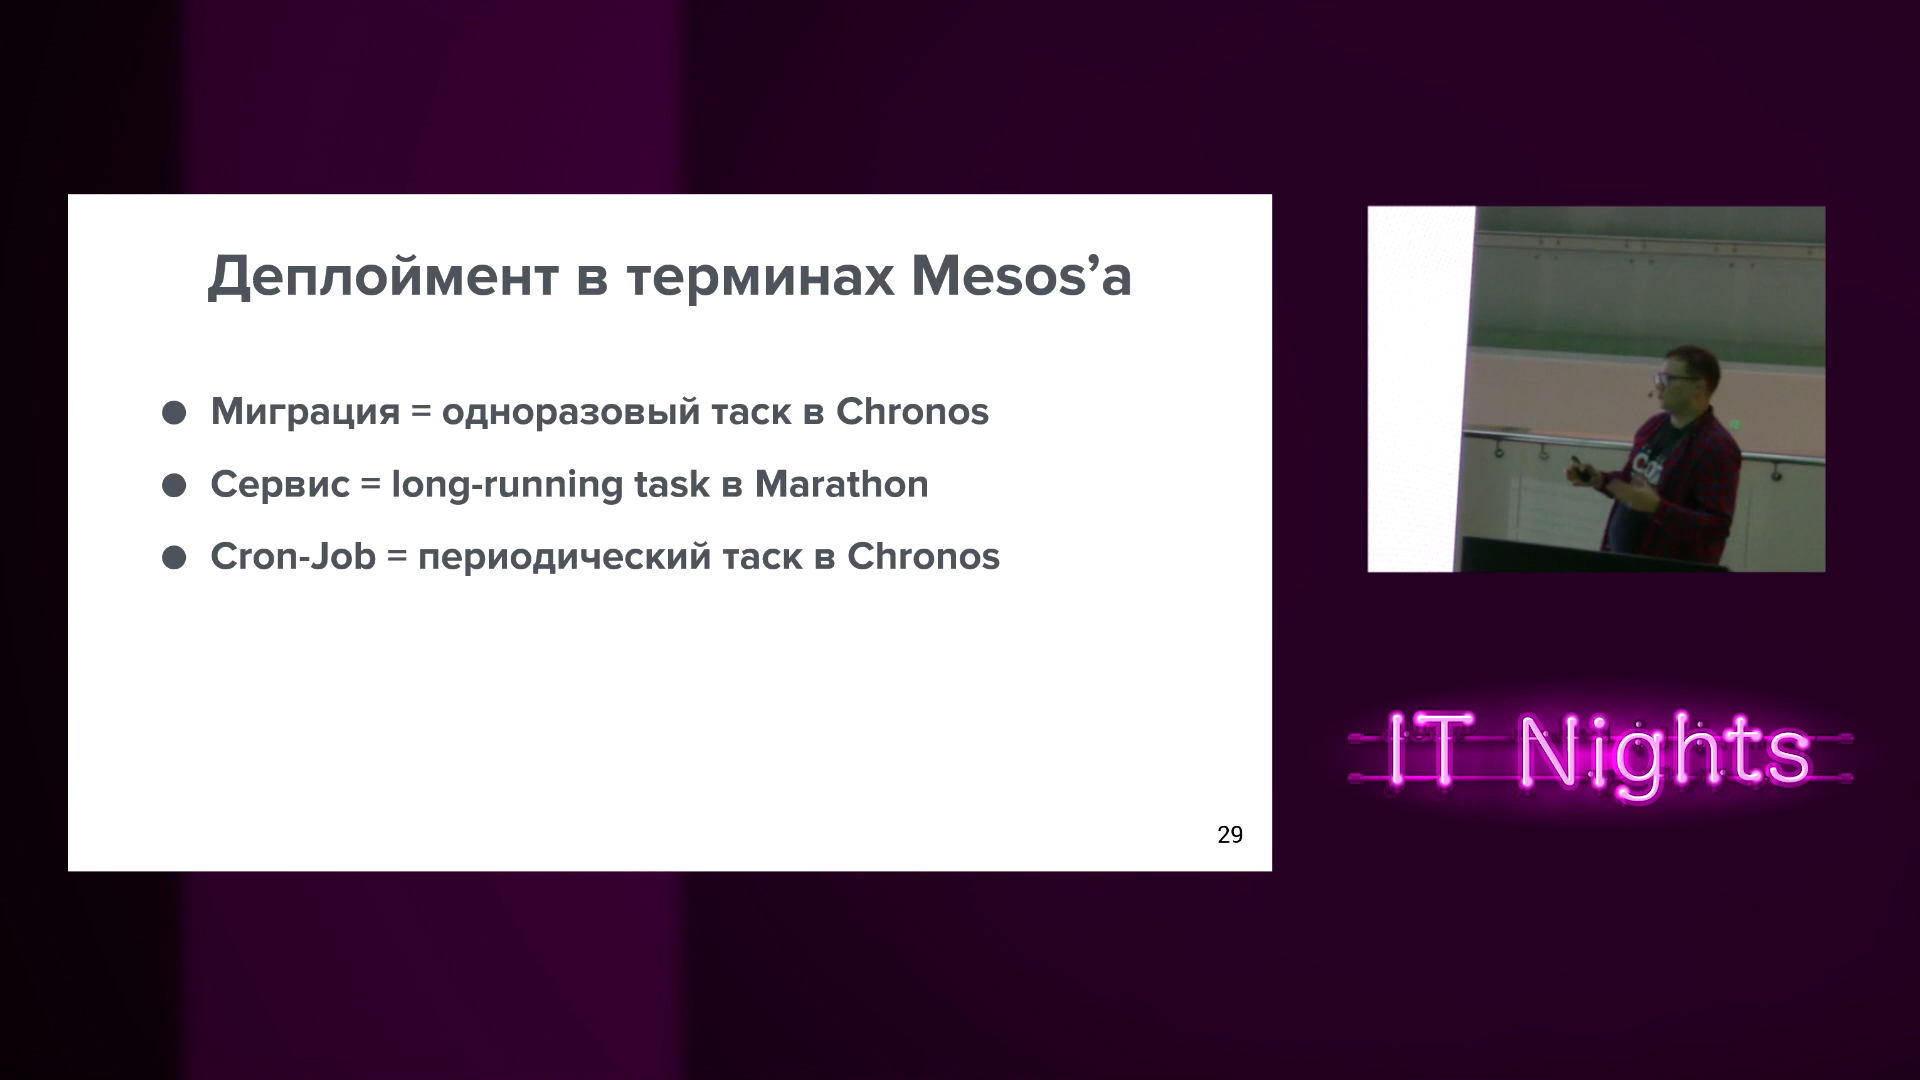 Деплоймент в терминах Mesos’а
● Миграция = одноразовый таск в Chronos
● Сервис = long-running task в Marathon
● Cron-Job = периодический таск в Chronos
29
IT Nights